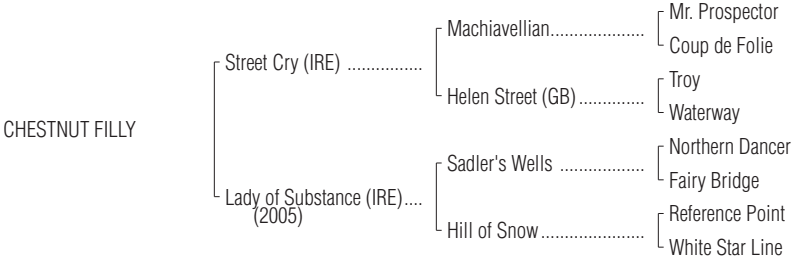 Mr. Prospector
Machiavellian....................
Coup de Folie
Street Cry (IRE) ................
Troy
Helen Street (GB)..............
Waterway
CHESTNUT FILLY
Northern Dancer
Sadler's Wells ..................
Fairy Bridge
Lady of Substance (IRE)....
(2005)
Reference Point
Hill of Snow......................
White Star Line